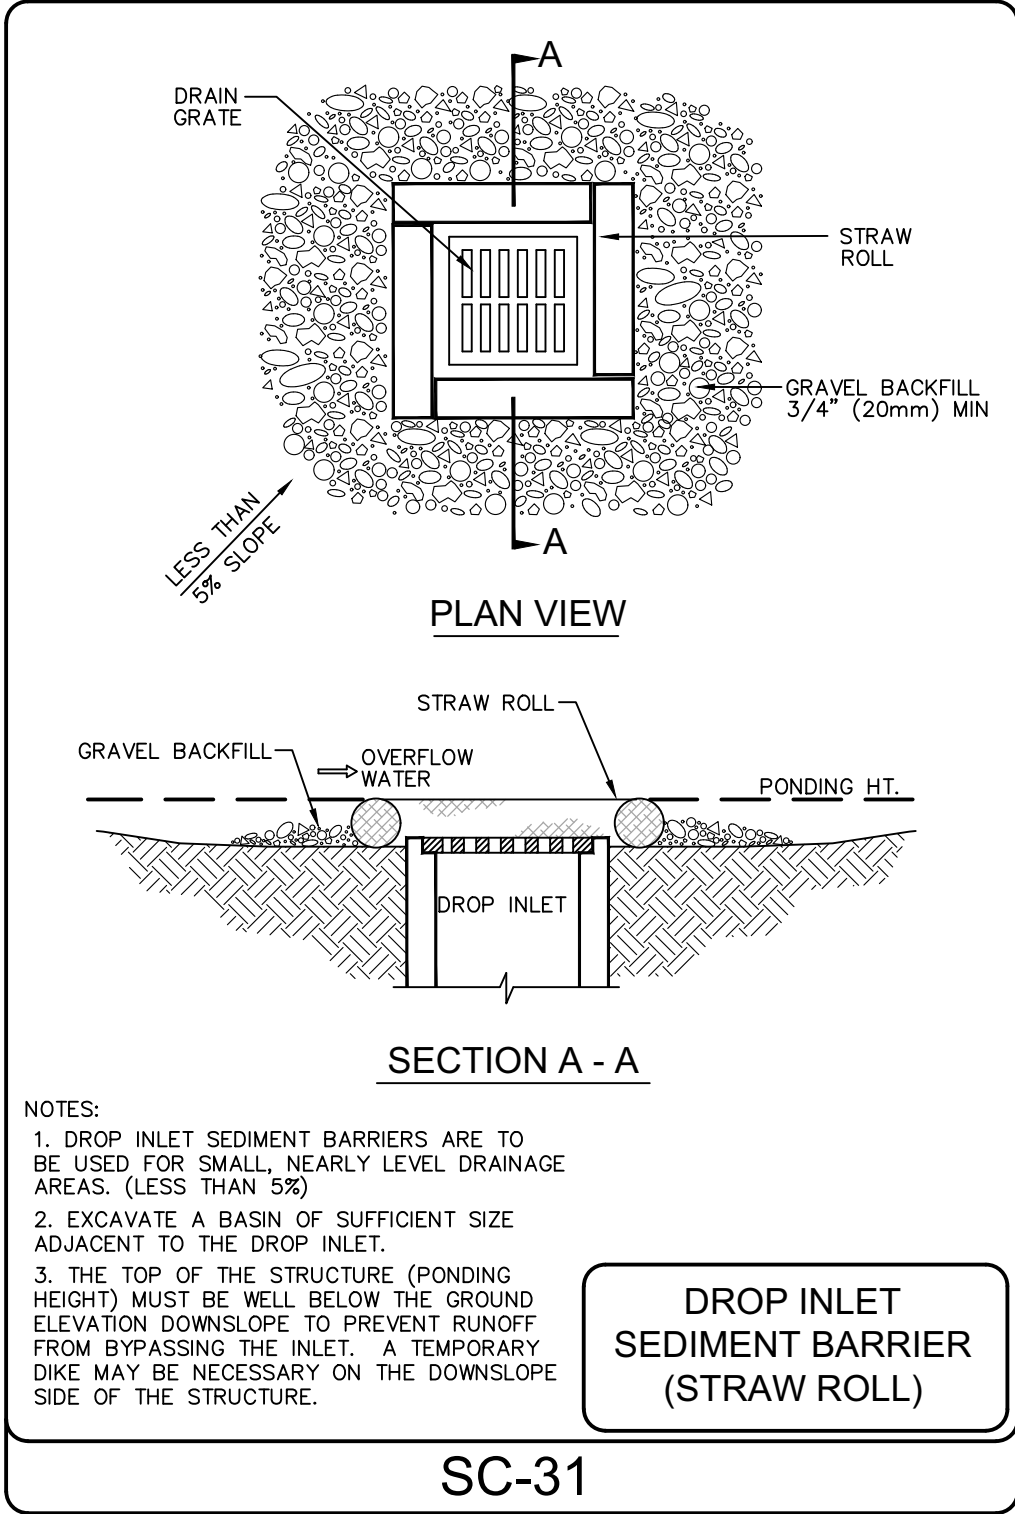 A
DRAIN
GRATE
STRAW
ROLL
GRAVEL BACKFILL
3/4" (20mm) MIN
LESS THAN
5% SLOPE
A
PLAN VIEW
STRAW ROLL
GRAVEL BACKFILL
OVERFLOW
WATER
PONDING HT.
DROP INLET
SECTION A - A
NOTES:
1. DROP INLET SEDIMENT BARRIERS ARE TO
BE USED FOR SMALL, NEARLY LEVEL DRAINAGE
AREAS. (LESS THAN 5%)
2. EXCAVATE A BASIN OF SUFFICIENT SIZE
ADJACENT TO THE DROP INLET.
3. THE TOP OF THE STRUCTURE (PONDING
HEIGHT) MUST BE WELL BELOW THE GROUND
ELEVATION DOWNSLOPE TO PREVENT RUNOFF
FROM BYPASSING THE INLET. A TEMPORARY
DIKE MAY BE NECESSARY ON THE DOWNSLOPE
SIDE OF THE STRUCTURE.
DROP INLET
SEDIMENT BARRIER
(STRAW ROLL)
SC-31